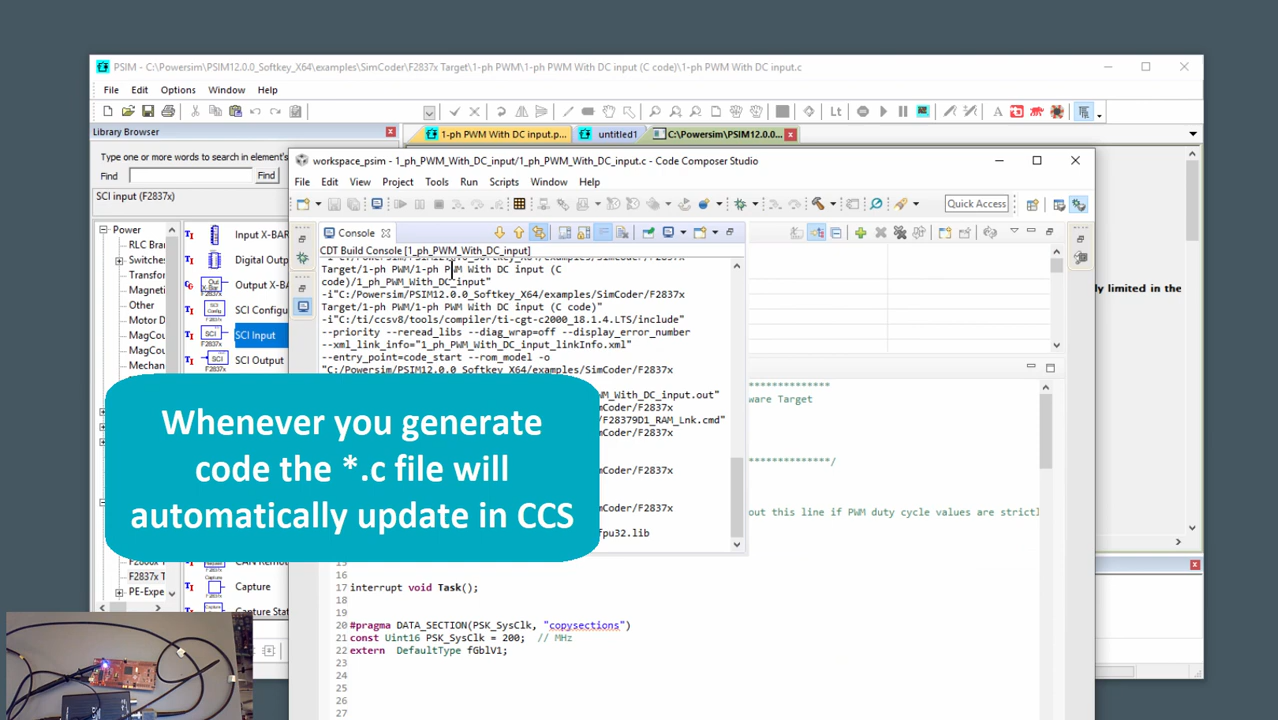 PSIM - C:\Powersim\PSIM12.0.0_Softkey_X64\examples\SimCoder\F2837x Target\1-ph PWM\1-ph PWM With DC input (C code)\1-ph PWM With DC input.c
File Edit Options Window Help
Lt
Library Browser
1-ph PWM With DC input.p...
untitled1
C:\Powersim\PSIM12.0.0...
Type one or more words to search in element's
Find
Find
SCI input (F2837x)
Power
RLC Bran
Switches
Transfor
Magneti
Other
Motor D
MagCou
MagCou
Mechan
F2837x T
PE-Expe
Input X-BAR
Digital Outp
Output X-B
SCI Configu
SCI Input
SCI Output
CAN Remo
Capture
Capture Stat
workspace_psim - 1_ph_PWM_With_DC_input/1_ph_PWM_With_DC_input.c - Code Composer Studio
File Edit View Project Tools Run Scripts Window Help
Quick Access
Console
CDT Build Console [1_ph_PWM_With_DC_input]
Target/1-ph PWM/1-ph PWM With DC input (C
code)/1_ph_PWM_With_DC_input"
-i"C:/Powersim/PSIM12.0.0_Softkey_X64/examples/SimCoder/F2837x
Target/1-ph PWM/1-ph PWM With DC input (C code)"
-i"C:/ti/ccsv8/tools/compiler/ti-cgt-c2000_18.1.4.LTS/include"
--priority --reread_libs --diag_wrap=off --display_error_number
--xml_link_info="1_ph_PWM_With_DC_input_linkInfo.xml"
--entry_point=code_start --rom_model -o
"C:/Powersim/PSIM12.0.0_Softkey_X64/examples/SimCoder/F2837x
M_With_DC_input.out"
mCoder/F2837x
/F28379D1_RAM_Lnk.cmd"
mCoder/F2837x
mCoder/F2837x
mCoder/F2837x
fpu32.lib
ly limited in the
**************
ware Target
**************/
out this line if PWM duty cycle values are strictl
Whenever you generate
code the *.c file will
automatically update in CCS
16
17 interrupt void Task();
18
19
20 #pragma DATA_SECTION(PSK_SysClk, "copysections")
21 const Uint16 PSK_SysClk = 200; // MHz
22 extern DefaultType fGblV1;
23
24
25
26
27